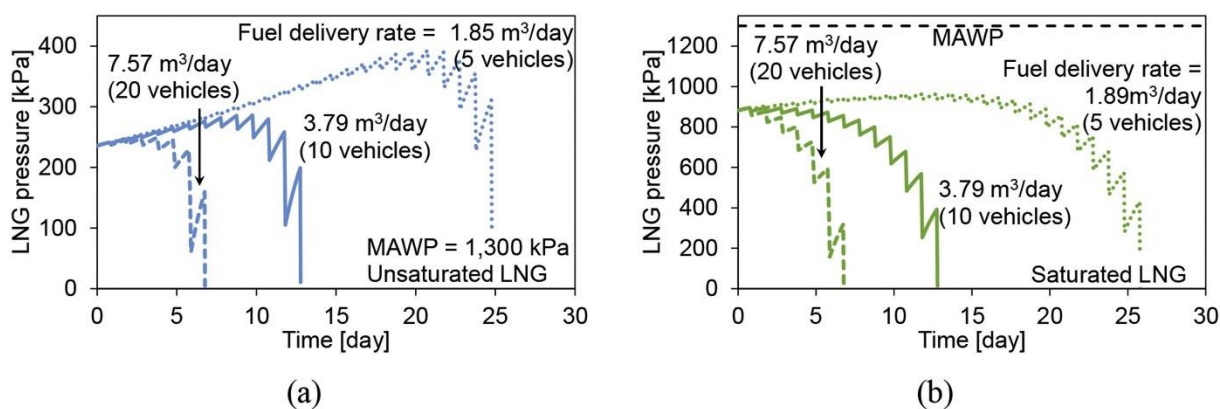 LNG pressure [kPa]
400
300
200
100
0
7.57 m³/day
(20 vehicles)
Fuel delivery rate = 1.85 m³/day
(5 vehicles)
3.79 m³/day
(10 vehicles)
MAWP = 1,300 kPa
Unsaturated LNG
0 5 10 15 20 25 30
Time [day]
(a)
LNG pressure [kPa]
1200
1000
800
600
400
200
0
MAWP
7.57 m³/day
(20 vehicles)
Fuel delivery rate =
1.89m³/day
(5 vehicles)
3.79 m³/day
(10 vehicles)
Saturated LNG
0 5 10 15 20 25 30
Time [day]
(b)